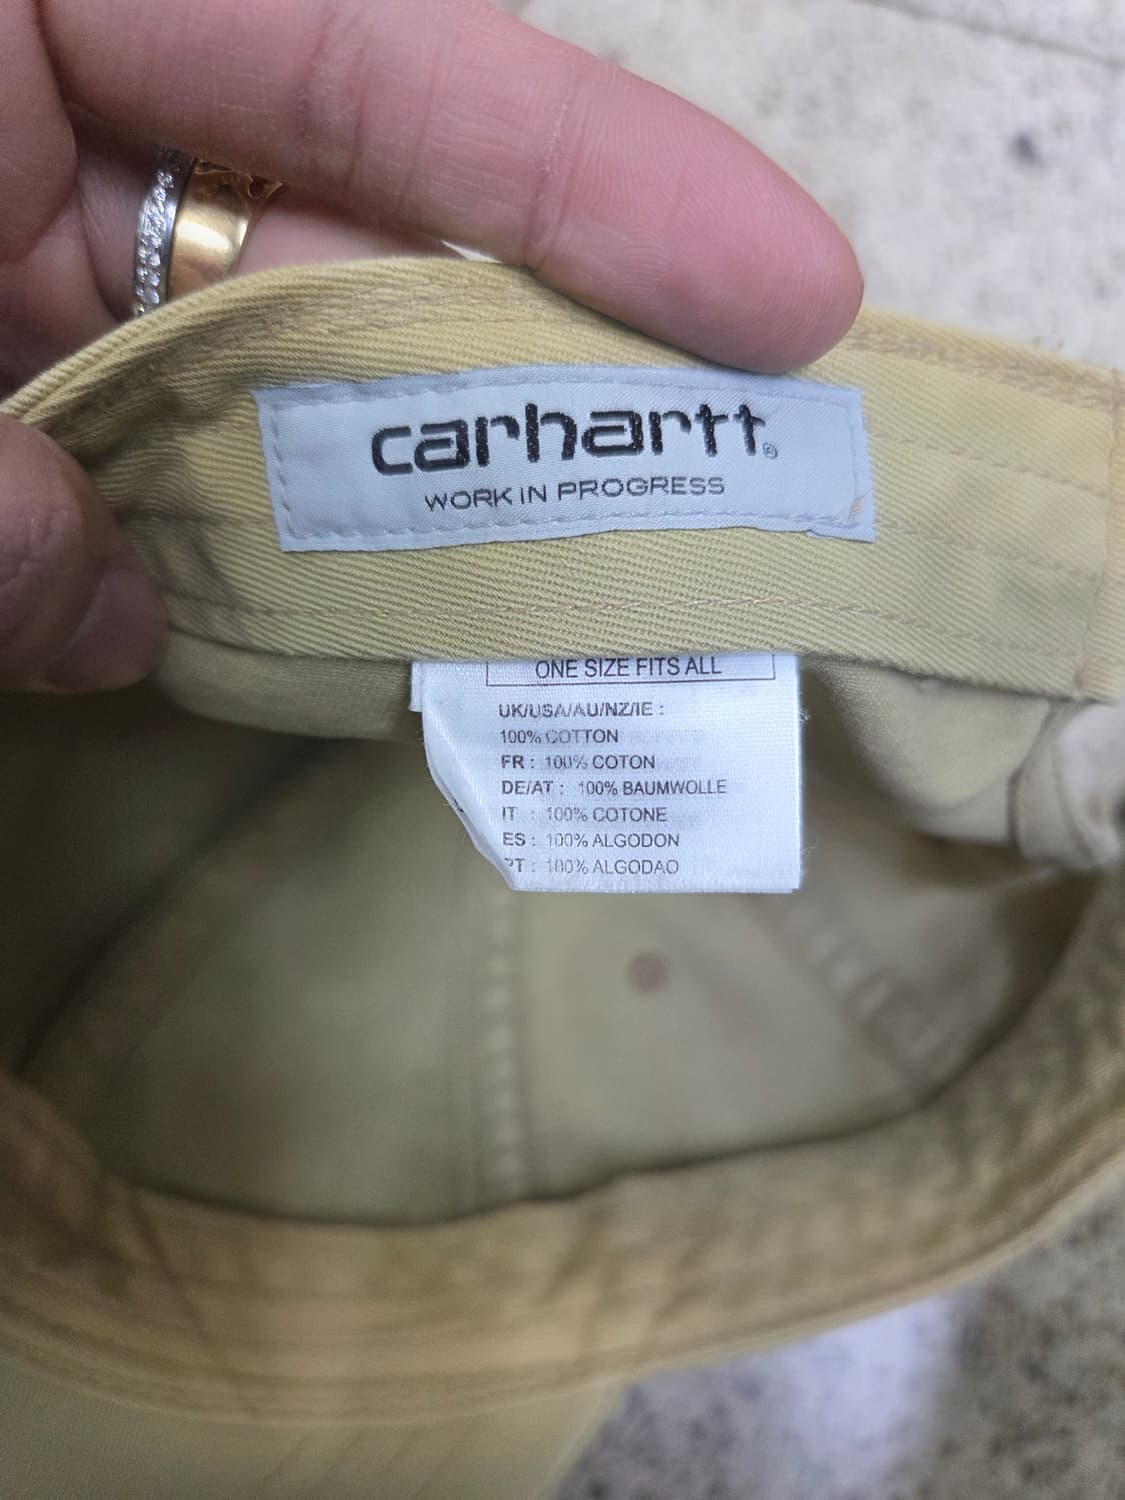 carhartt®
WORK IN PROGRESS
ONE SIZE FITS ALL
UK/USA/AU/NZ/IE :
100% COTTON
FR : 100% COTON
DE/AT : 100% BAUMWOLLE
IT : 100% COTONE
ES : 100% ALGODON
PT : 100% ALGODAO